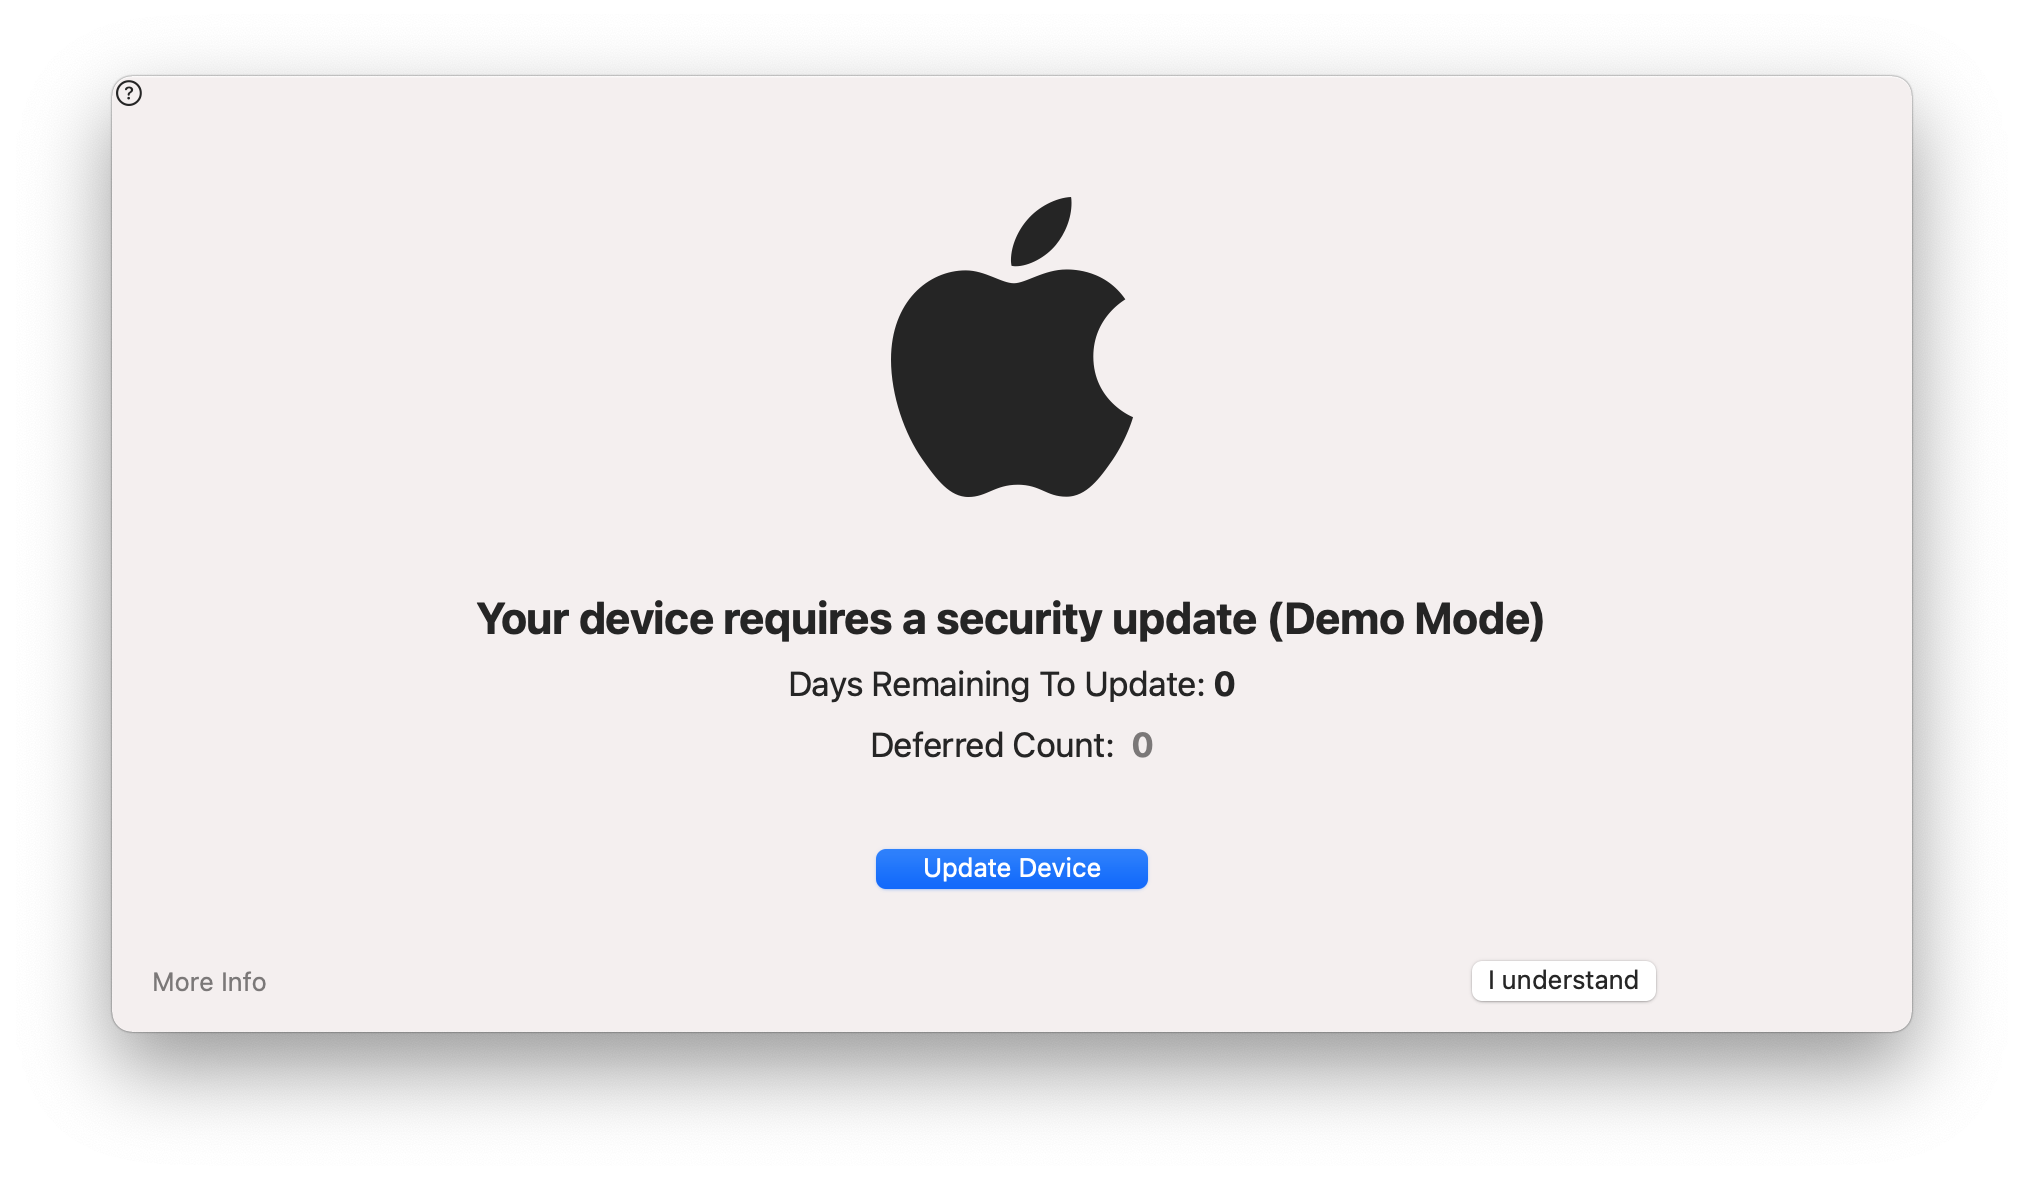 ?
Your device requires a security update (Demo Mode)
Days Remaining To Update: 0
Deferred Count: 0
Update Device
More Info
I understand